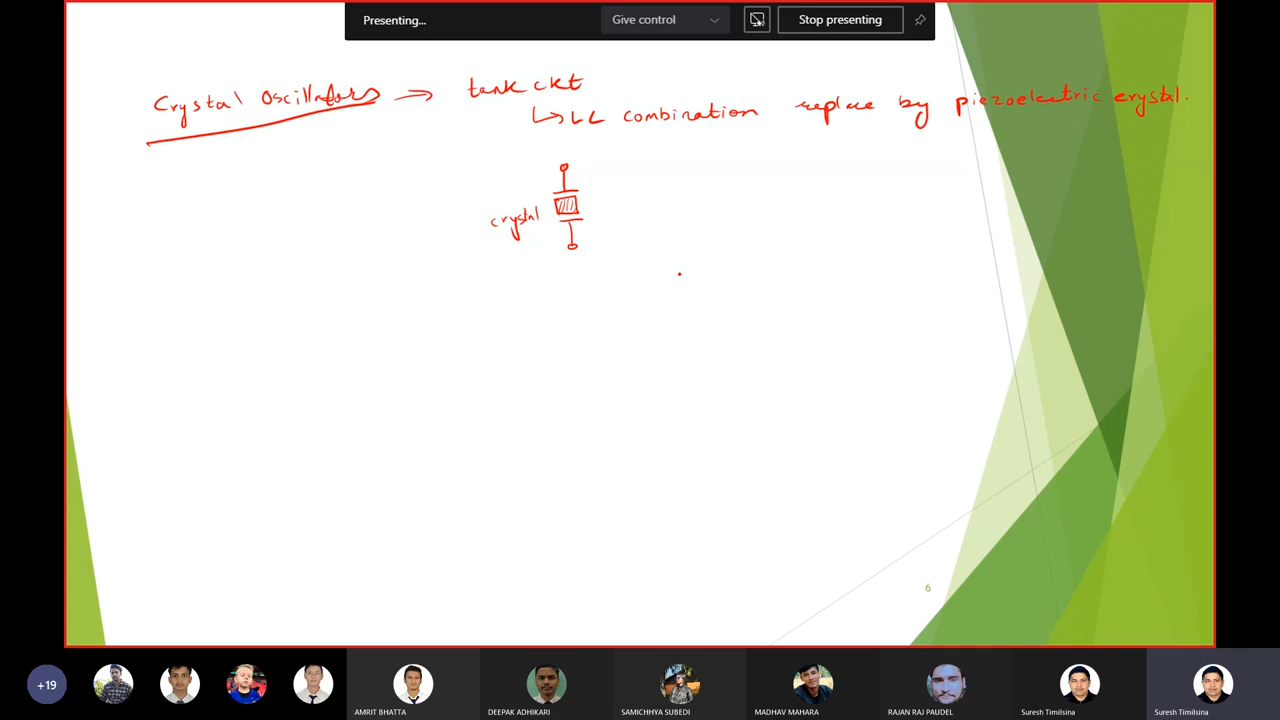 Presenting...
Give control
Stop presenting
Crystal Oscillators → tank ckt
↳ LC combination replace by piezoelectric crystal.
crystal
6
+19
AMRIT BHATTA
DEEPAK ADHIKARI
SAMICHHYA SUBEDI
MADHAV MAHARA
RAJAN RAJ PAUDEL
Suresh Timilsina
Suresh Timilsina